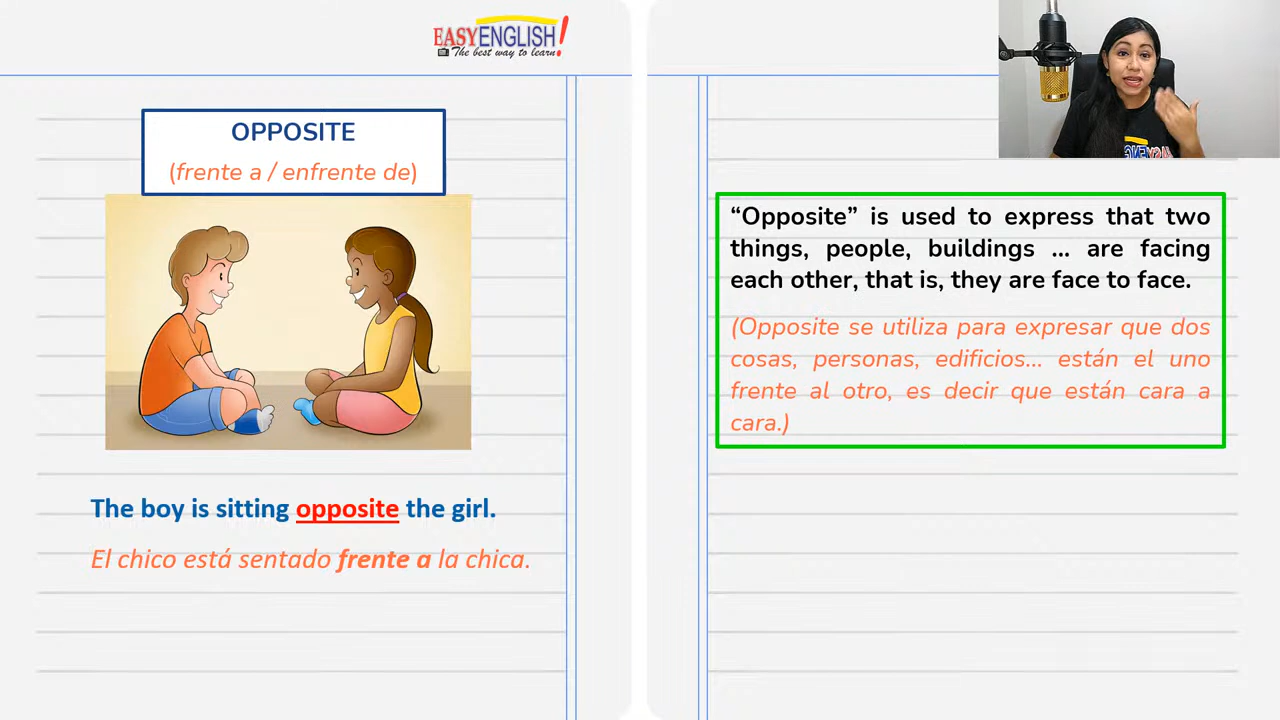 EASYENGLISH!
The best way to learn!
OPPOSITE
(frente a / enfrente de)
The boy is sitting opposite the girl.
El chico está sentado frente a la chica.
“Opposite” is used to express that two
things, people, buildings ... are facing
each other, that is, they are face to face.
(Opposite se utiliza para expresar que dos
cosas, personas, edificios... están el uno
frente al otro, es decir que están cara a
cara.)